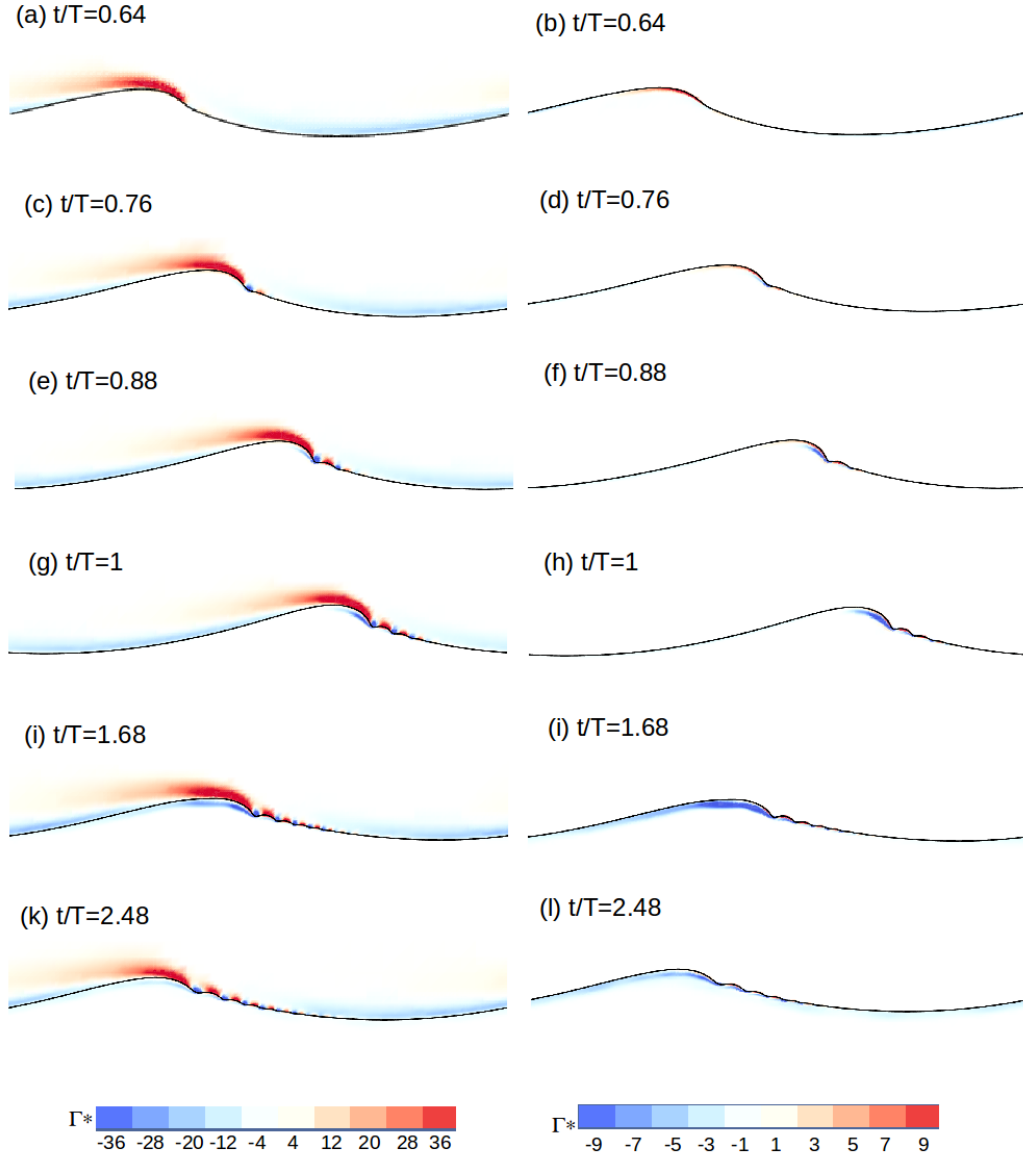 (a) t/T=0.64 (b) t/T=0.64
(c) t/T=0.76 (d) t/T=0.76
(e) t/T=0.88 (f) t/T=0.88
(g) t/T=1 (h) t/T=1
(i) t/T=1.68 (i) t/T=1.68
(k) t/T=2.48 (l) t/T=2.48
Γ* Γ*
-36 -28 -20 -12 -4 4 12 20 28 36 -9 -7 -5 -3 -1 1 3 5 7 9